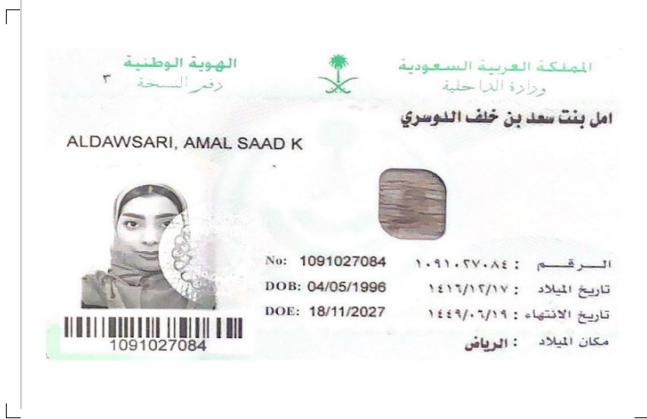 المملكة العربية السعودية
وزارة الداخلية
الهوية الوطنية
رقم النسخة ٣
امل بنت سعد بن خلف الدوسري
ALDAWSARI, AMAL SAAD K
الرقم : ١٠٩١٠٢٧٠٨٤ No: 1091027084
تاريخ الميلاد : ١٤١٦/١٢/١٧ DOB: 04/05/1996
تاريخ الانتهاء : ١٤٤٩/٠٦/١٩ DOE: 18/11/2027
مكان الميلاد : الرياض
1091027084